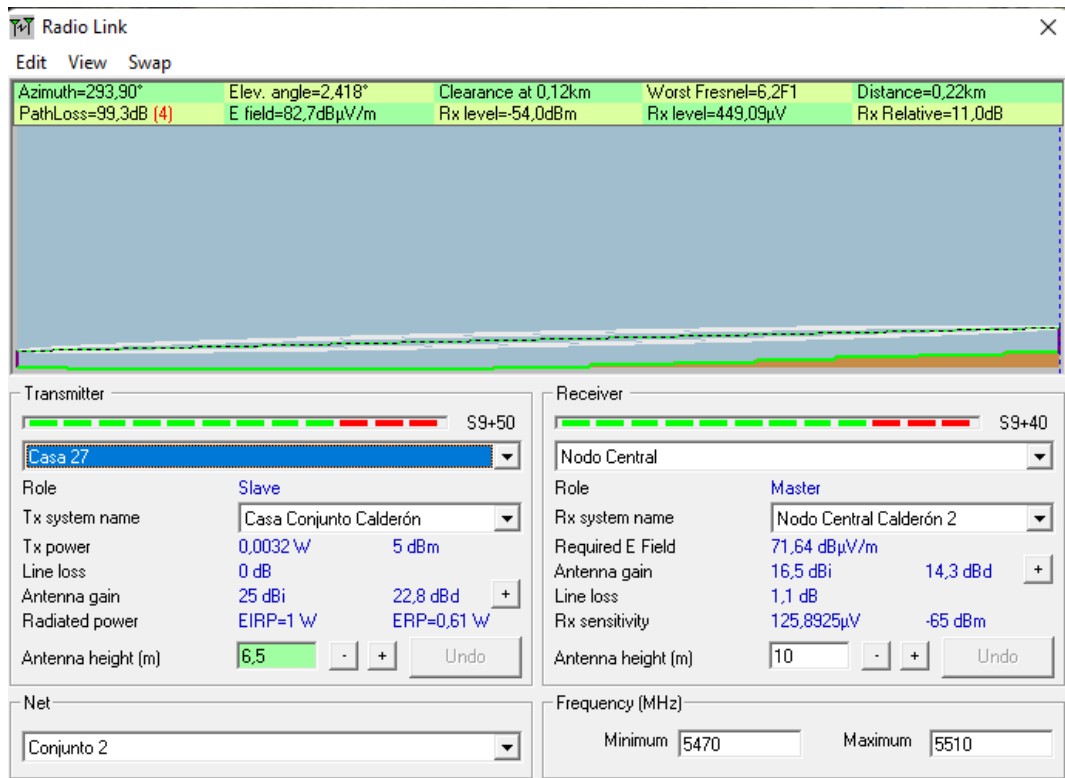 Radio Link
Edit View Swap
Azimuth=293,90° Elev. angle=2,418° Clearance at 0,12km Worst Fresnel=6,2F1 Distance=0,22km
PathLoss=99,3dB (4) E field=82,7dBµV/m Rx level=-54,0dBm Rx level=449,09µV Rx Relative=11,0dB
Transmitter
S9+50
Casa 27
Role Slave
Tx system name Casa Conjunto Calderón
Tx power 0,0032 W 5 dBm
Line loss 0 dB
Antenna gain 25 dBi 22,8 dBd +
Radiated power EIRP=1 W ERP=0,61 W
Antenna height (m) 6,5 - + Undo
Receiver
S9+40
Nodo Central
Role Master
Rx system name Nodo Central Calderón 2
Required E Field 71,64 dBµV/m
Antenna gain 16,5 dBi 14,3 dBd +
Line loss 1,1 dB
Rx sensitivity 125,8925µV -65 dBm
Antenna height (m) 10 - + Undo
Net
Conjunto 2
Frequency (MHz)
Minimum 5470 Maximum 5510